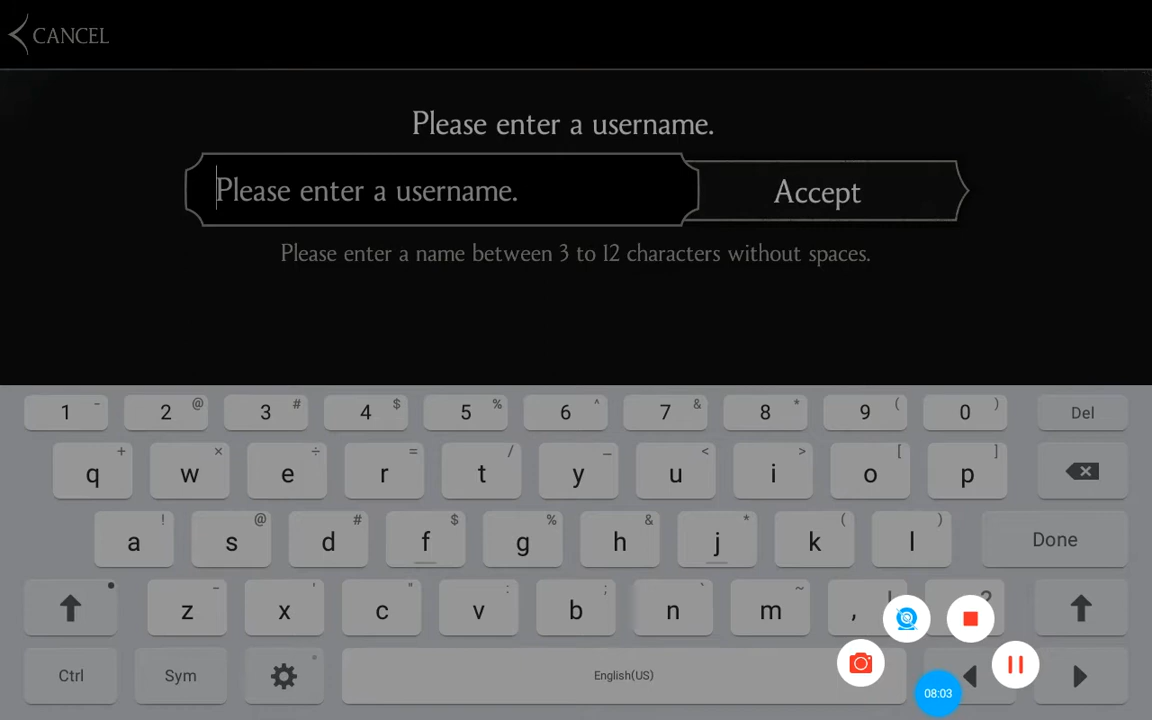 CANCEL
Please enter a username.
Please enter a username.
Accept
Please enter a name between 3 to 12 characters without spaces.
1 - 2 @ 3 # 4 $ 5 % 6 ^ 7 & 8 * 9 ( 0 ) Del
q + w × e ÷ r = t / y _ u < i > o [ p ]
a ! s @ d # f $ g % h & j * k ( l ) Done
z - x ' c " v : b ; n ` m ~ , ! ?
Ctrl Sym English(US)
08:03